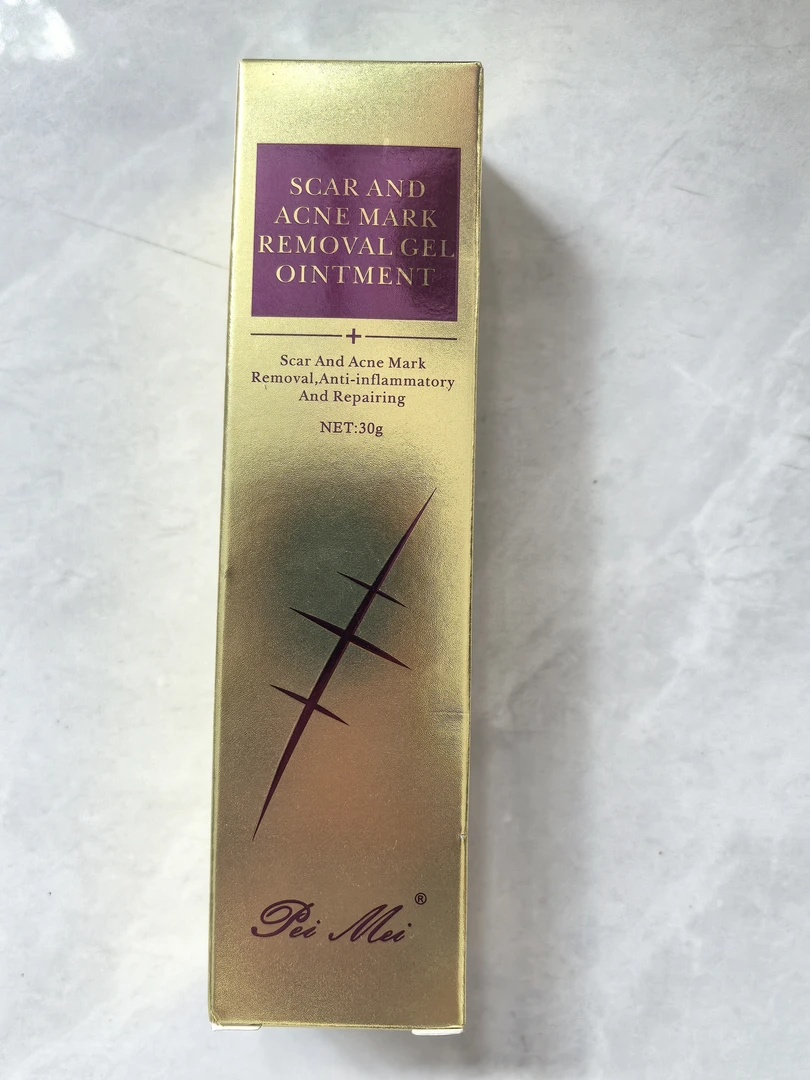 SCAR AND
ACNE MARK
REMOVAL GEL
OINTMENT
Scar And Acne Mark
Removal,Anti-inflammatory
And Repairing
NET:30g
Pei Mei ®